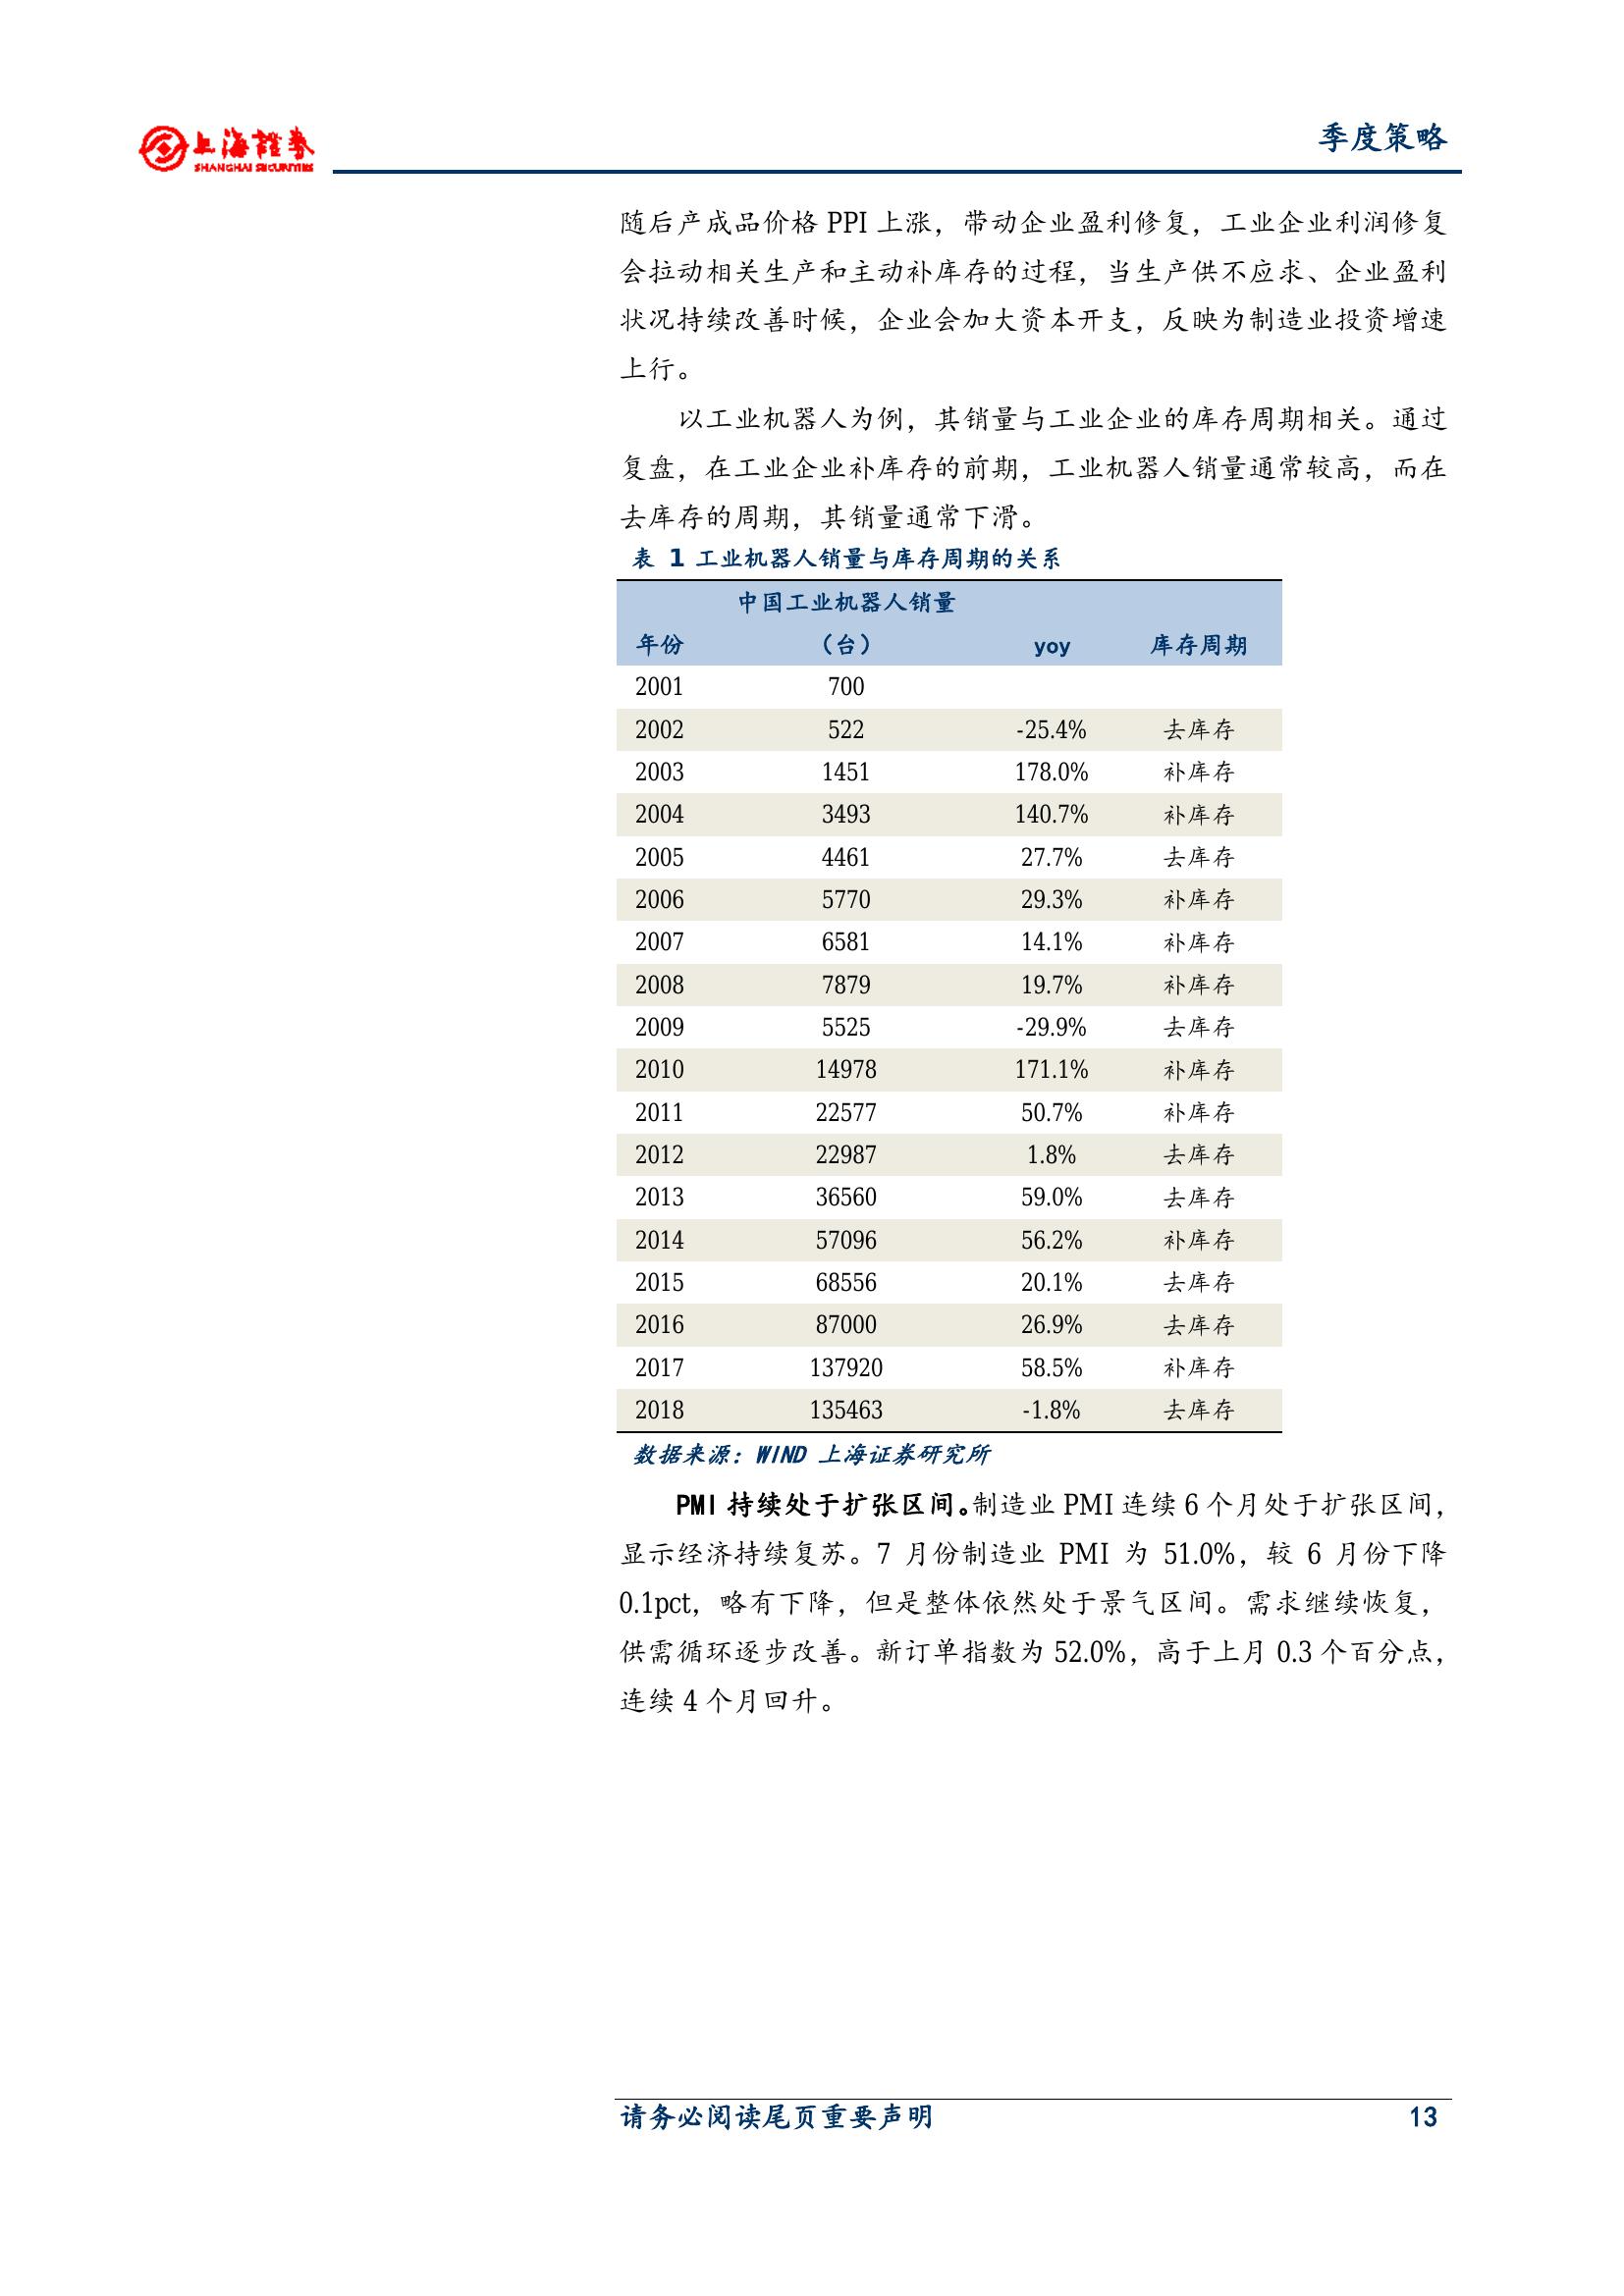 上海證券
SHANGHAI SECURITIES
季度策略
随后产成品价格 PPI 上涨，带动企业盈利修复，工业企业利润修复
会拉动相关生产和主动补库存的过程，当生产供不应求、企业盈利
状况持续改善时候，企业会加大资本开支，反映为制造业投资增速
上行。
以工业机器人为例，其销量与工业企业的库存周期相关。通过
复盘，在工业企业补库存的前期，工业机器人销量通常较高，而在
去库存的周期，其销量通常下滑。
表 1 工业机器人销量与库存周期的关系
中国工业机器人销量
年份 （台） yoy 库存周期
2001 700
2002 522 -25.4% 去库存
2003 1451 178.0% 补库存
2004 3493 140.7% 补库存
2005 4461 27.7% 去库存
2006 5770 29.3% 补库存
2007 6581 14.1% 补库存
2008 7879 19.7% 补库存
2009 5525 -29.9% 去库存
2010 14978 171.1% 补库存
2011 22577 50.7% 补库存
2012 22987 1.8% 去库存
2013 36560 59.0% 去库存
2014 57096 56.2% 补库存
2015 68556 20.1% 去库存
2016 87000 26.9% 去库存
2017 137920 58.5% 补库存
2018 135463 -1.8% 去库存
数据来源：WIND 上海证券研究所
PMI 持续处于扩张区间。制造业 PMI 连续 6 个月处于扩张区间，
显示经济持续复苏。7 月份制造业 PMI 为 51.0%，较 6 月份下降
0.1pct，略有下降，但是整体依然处于景气区间。需求继续恢复，
供需循环逐步改善。新订单指数为 52.0%，高于上月 0.3 个百分点，
连续 4 个月回升。
请务必阅读尾页重要声明 13